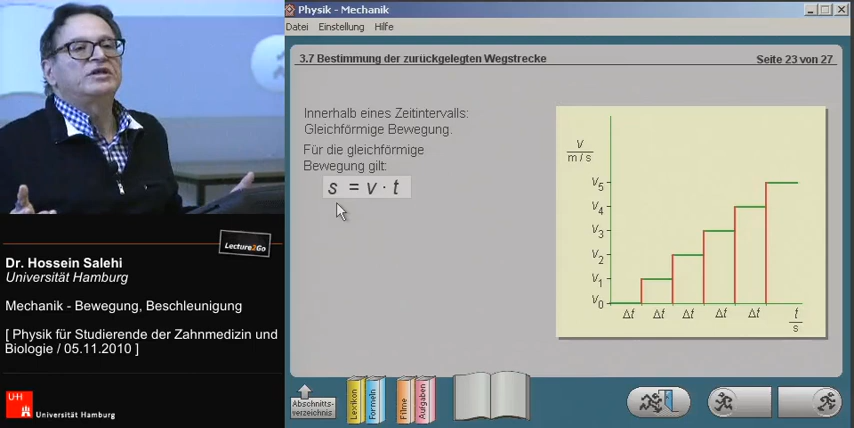 Physik - Mechanik
Datei Einstellung Hilfe
3.7 Bestimmung der zurückgelegten Wegstrecke
Seite 23 von 27
Innerhalb eines Zeitintervalls:
Gleichförmige Bewegung.
Für die gleichförmige
Bewegung gilt:
s = v · t
v
m / s
v5
v4
v3
v2
v1
v0
Δt Δt Δt Δt Δt
t
s
Abschnitts-
verzeichnis
Lexikon
Formeln
Filme
Aufgaben
Lecture2Go
Dr. Hossein Salehi
Universität Hamburg
Mechanik - Bewegung, Beschleunigung
[ Physik für Studierende der Zahnmedizin und
Biologie / 05.11.2010 ]
UH
Universität Hamburg